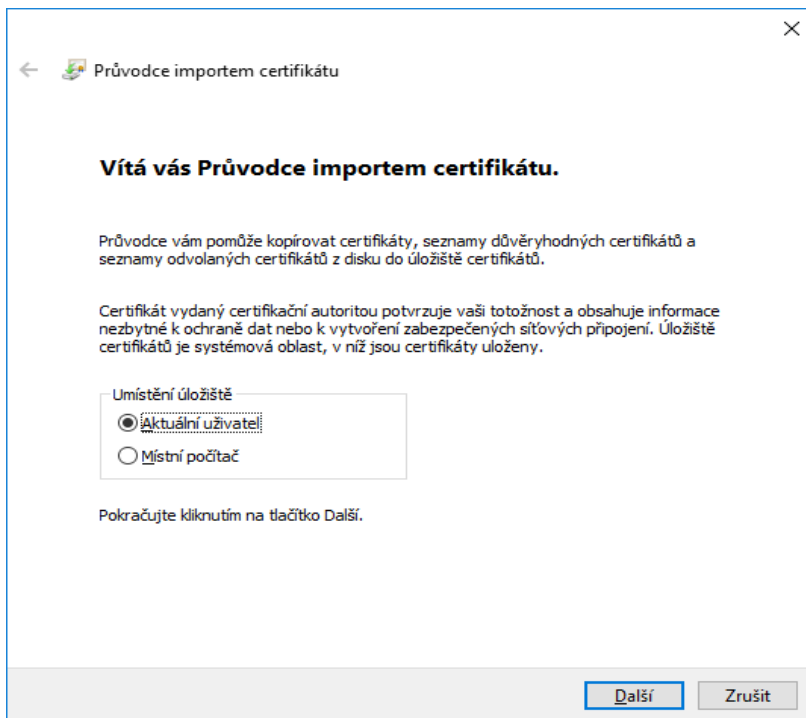 Průvodce importem certifikátu
Vítá vás Průvodce importem certifikátu.
Průvodce vám pomůže kopírovat certifikáty, seznamy důvěryhodných certifikátů a
seznamy odvolaných certifikátů z disku do úložiště certifikátů.
Certifikát vydaný certifikační autoritou potvrzuje vaši totožnost a obsahuje informace
nezbytné k ochraně dat nebo k vytvoření zabezpečených síťových připojení. Úložiště
certifikátů je systémová oblast, v níž jsou certifikáty uloženy.
Umístění úložiště
Aktuální uživatel
Místní počítač
Pokračujte kliknutím na tlačítko Další.
Další Zrušit